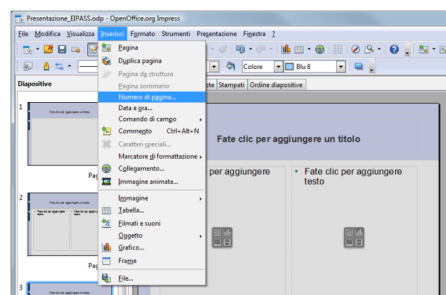 Presentazione_EIPASS.odp - OpenOffice.org Impress
File Modifica Visualizza Inserisci Formato Strumenti Presentazione Finestra ?
Colore Blu 8
Diapositive
Stampati Ordine diapositive
Pagina
Duplica pagina
Pagina da struttura
Pagina sommario
Numero di pagina...
Data e ora...
Comando di campo
Commento Ctrl+Alt+N
Caratteri speciali...
Marcatore di formattazione
Collegamento...
Immagine animata...
Immagine
Tabella...
Filmati e suoni
Oggetto
Grafico...
Frame
File...
1
2
3
Fate clic per aggiungere un titolo
per aggiungere
• Fate clic per aggiungere
testo